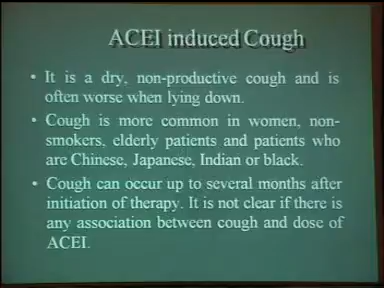 ACEI induced Cough
• It is a dry, non-productive cough and is
often worse when lying down.
• Cough is more common in women, non-
smokers, elderly patients and patients who
are Chinese, Japanese, Indian or black.
• Cough can occur up to several months after
initiation of therapy. It is not clear if there is
any association between cough and dose of
ACEI.